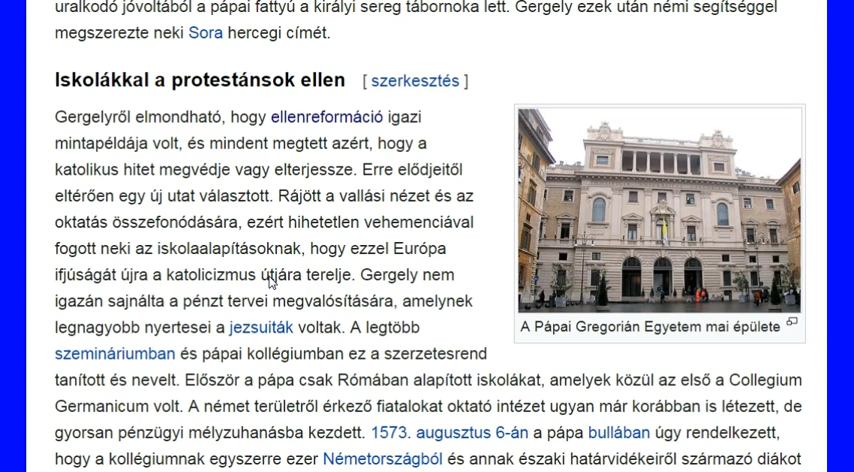 uralkodó jóvoltából a pápai fattyú a királyi sereg tábornoka lett. Gergely ezek után némi segítséggel
megszerezte neki Sora hercegi címét.
Iskolákkal a protestánsok ellen [ szerkesztés ]
Gergelyről elmondható, hogy ellenreformáció igazi
mintapéldája volt, és mindent megtett azért, hogy a
katolikus hitet megvédje vagy elterjessze. Erre elődjeitől
eltérően egy új utat választott. Rájött a vallási nézet és az
oktatás összefonódására, ezért hihetetlen vehemenciával
fogott neki az iskolaalapításoknak, hogy ezzel Európa
ifjúságát újra a katolicizmus útjára terelje. Gergely nem
igazán sajnálta a pénzt tervei megvalósítására, amelynek
legnagyobb nyertesei a jezsuiták voltak. A legtöbb
szemináriumban és pápai kollégiumban ez a szerzetesrend
tanított és nevelt. Először a pápa csak Rómában alapított iskolákat, amelyek közül az első a Collegium
Germanicum volt. A német területről érkező fiatalokat oktató intézet ugyan már korábban is létezett, de
gyorsan pénzügyi mélyzuhanásba kezdett. 1573. augusztus 6-án a pápa bullában úgy rendelkezett,
hogy a kollégiumnak egyszerre ezer Németországból és annak északi határvidékeiről származó diákot
A Pápai Gregorián Egyetem mai épülete